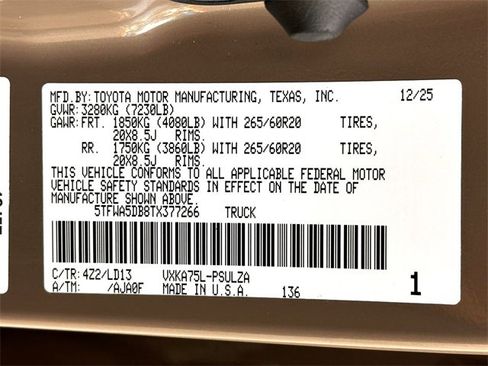 MFD.BY:TOYOTA MOTOR MANUFACTURING, TEXAS, INC. 12/25
GVWR:3280KG (7230LB)
GAWR:FRT. 1850KG (4080LB) WITH 265/60R20 TIRES,
20X8.5J RIMS.
RR. 1750KG (3860LB) WITH 265/60R20 TIRES,
20X8.5J RIMS.
THIS VEHICLE CONFORMS TO ALL APPLICABLE FEDERAL MOTOR
VEHICLE SAFETY STANDARDS IN EFFECT ON THE DATE OF
MANUFACTURE SHOWN ABOVE.
5TFWA5DB8TX377266 TRUCK
C/TR:4Z2/LD13 VXKA75L-PSULZA
A/TM: /AJA0F MADE IN U.S.A. 136 1